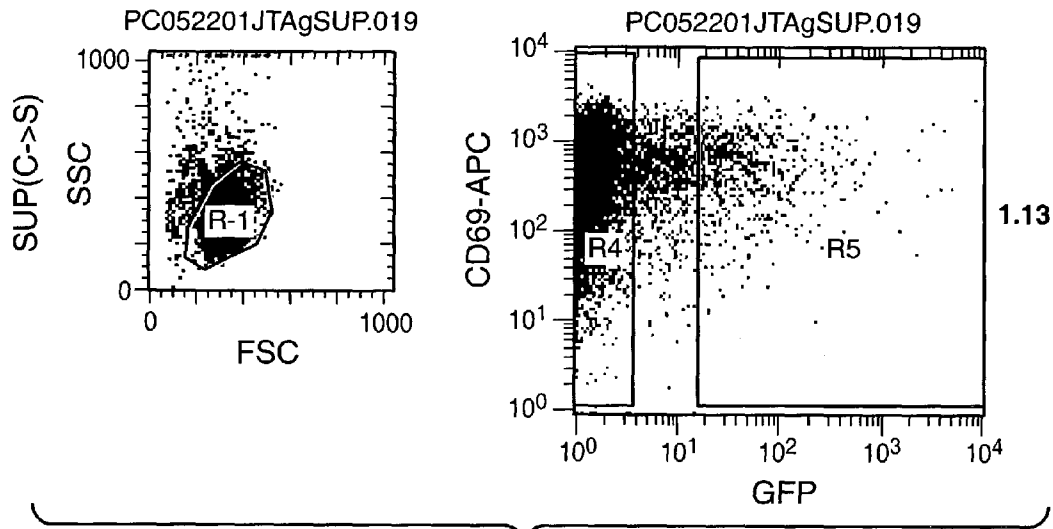 PC052201JTAgSUP.019
SUP(C->S)
SSC
1000
0
R-1
0
1000
FSC
PC052201JTAgSUP.019
CD69-APC
10⁴
10³
10²
10¹
10⁰
R4
R5
10⁰
10¹
10²
10³
10⁴
GFP
1.13